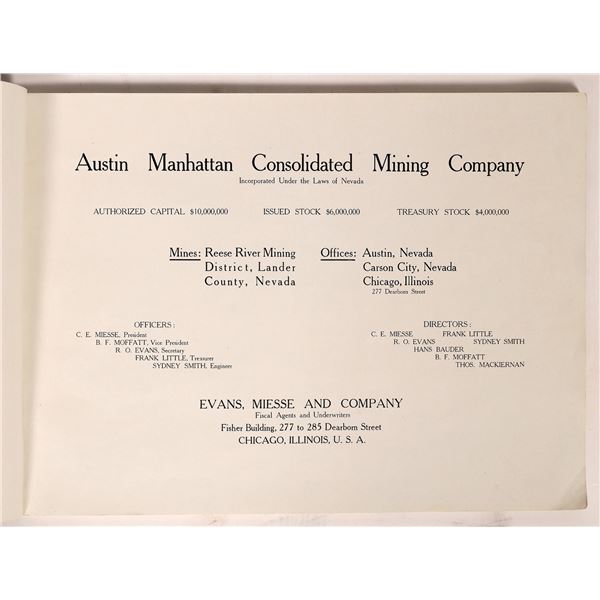 Austin Manhattan Consolidated Mining Company
Incorporated Under the Laws of Nevada
AUTHORIZED CAPITAL $10,000,000 ISSUED STOCK $6,000,000 TREASURY STOCK $4,000,000
Mines: Reese River Mining
District, Lander
County, Nevada
Offices: Austin, Nevada
Carson City, Nevada
Chicago, Illinois
277 Dearborn Street
OFFICERS:
C. E. MIESSE, President
B. F. MOFFATT, Vice President
R. O. EVANS, Secretary
FRANK LITTLE, Treasurer
SYDNEY SMITH, Engineer
DIRECTORS:
C. E. MIESSE FRANK LITTLE
R. O. EVANS SYDNEY SMITH
HANS BAUDER
B. F. MOFFATT
THOS. MACKIERNAN
EVANS, MIESSE AND COMPANY
Fiscal Agents and Underwriters
Fisher Building, 277 to 285 Dearborn Street
CHICAGO, ILLINOIS, U. S. A.